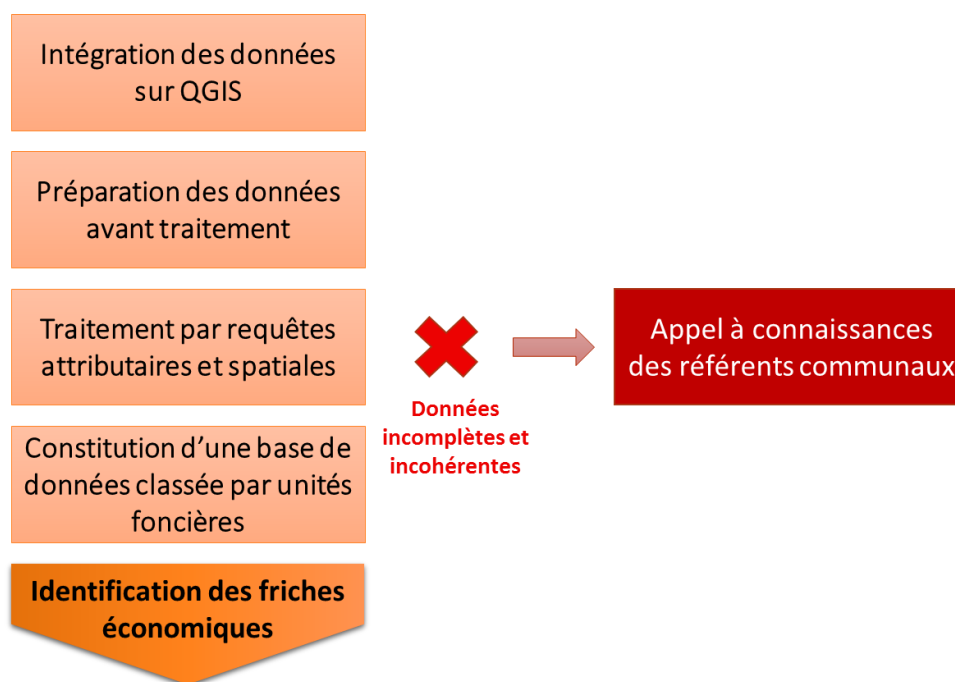 Intégration des données
sur QGIS
Préparation des données
avant traitement
Traitement par requêtes
attributaires et spatiales
Données
incomplètes et
incohérentes
Appel à connaissances
des référents communaux
Constitution d’une base de
données classée par unités
foncières
Identification des friches
économiques